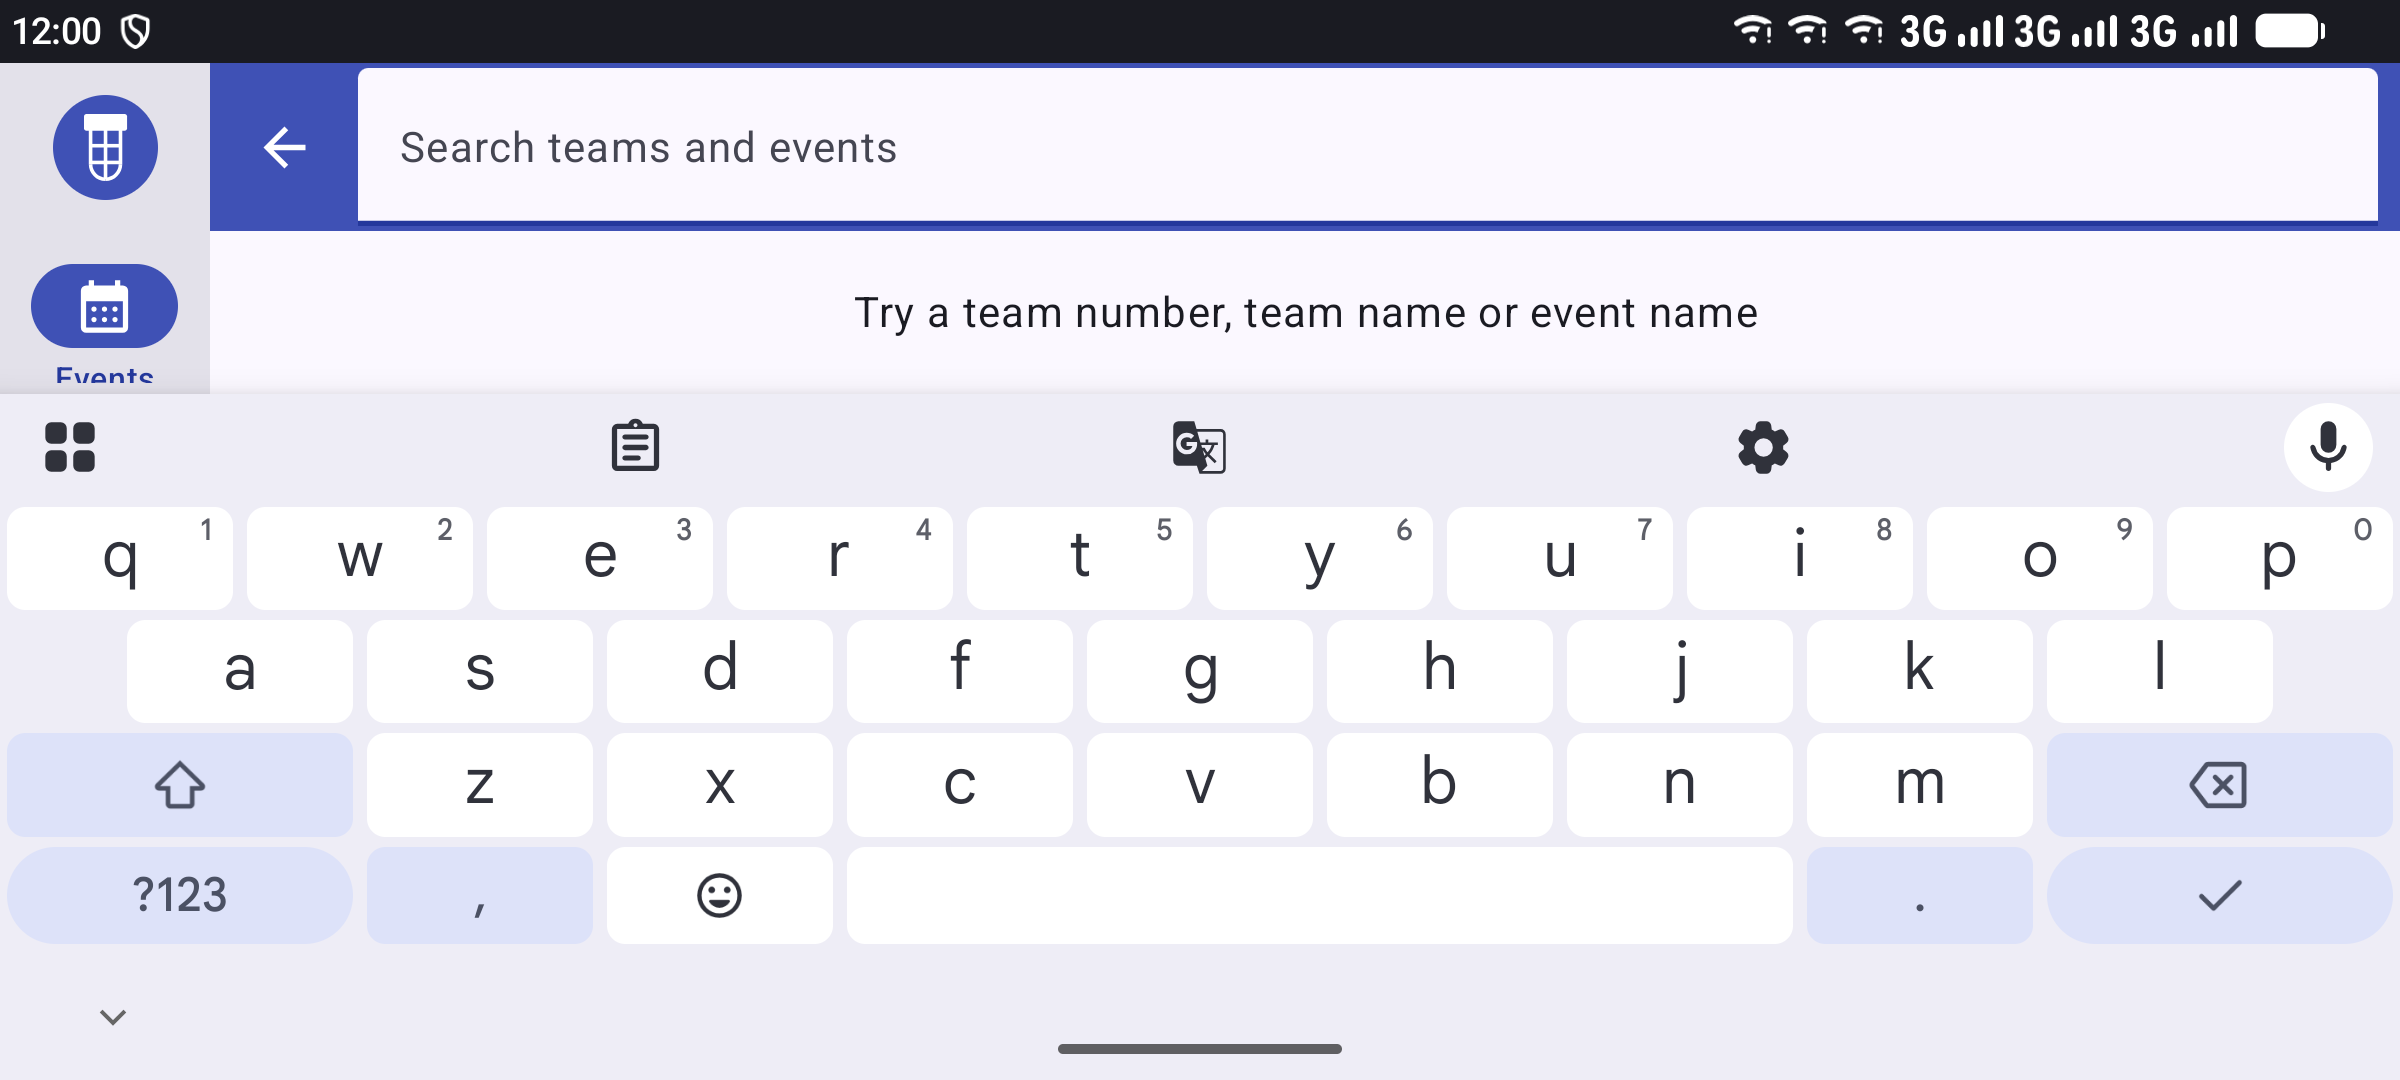 12:00
3G 3G 3G
Search teams and events
Try a team number, team name or event name
Events
q 1 w 2 e 3 r 4 t 5 y 6 u 7 i 8 o 9 p 0
a s d f g h j k l
z x c v b n m
?123 , .